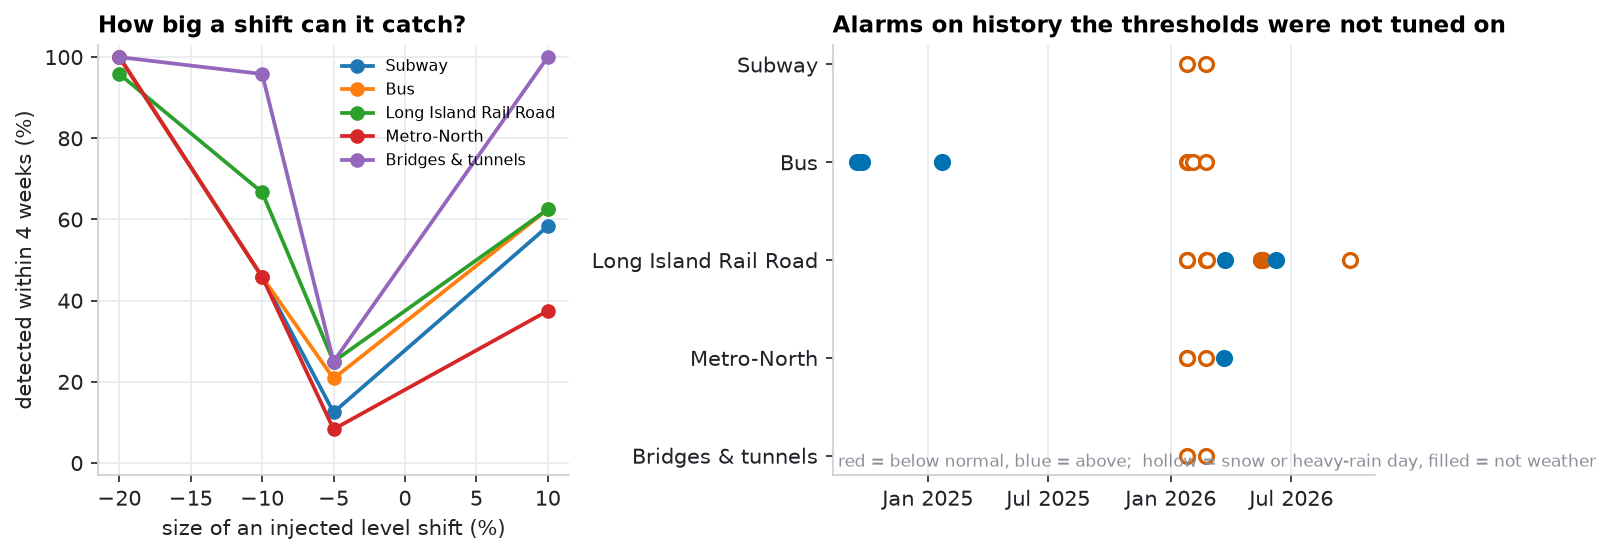 How big a shift can it catch?
100
80
60
40
20
0
detected within 4 weeks (%)
Subway
Bus
Long Island Rail Road
Metro-North
Bridges & tunnels
−20
−15
−10
−5
0
5
10
size of an injected level shift (%)
Alarms on history the thresholds were not tuned on
Subway
Bus
Long Island Rail Road
Metro-North
Bridges & tunnels
red = below normal, blue = above;  hollow = snow or heavy-rain day, filled = not weather
Jan 2025
Jul 2025
Jan 2026
Jul 2026